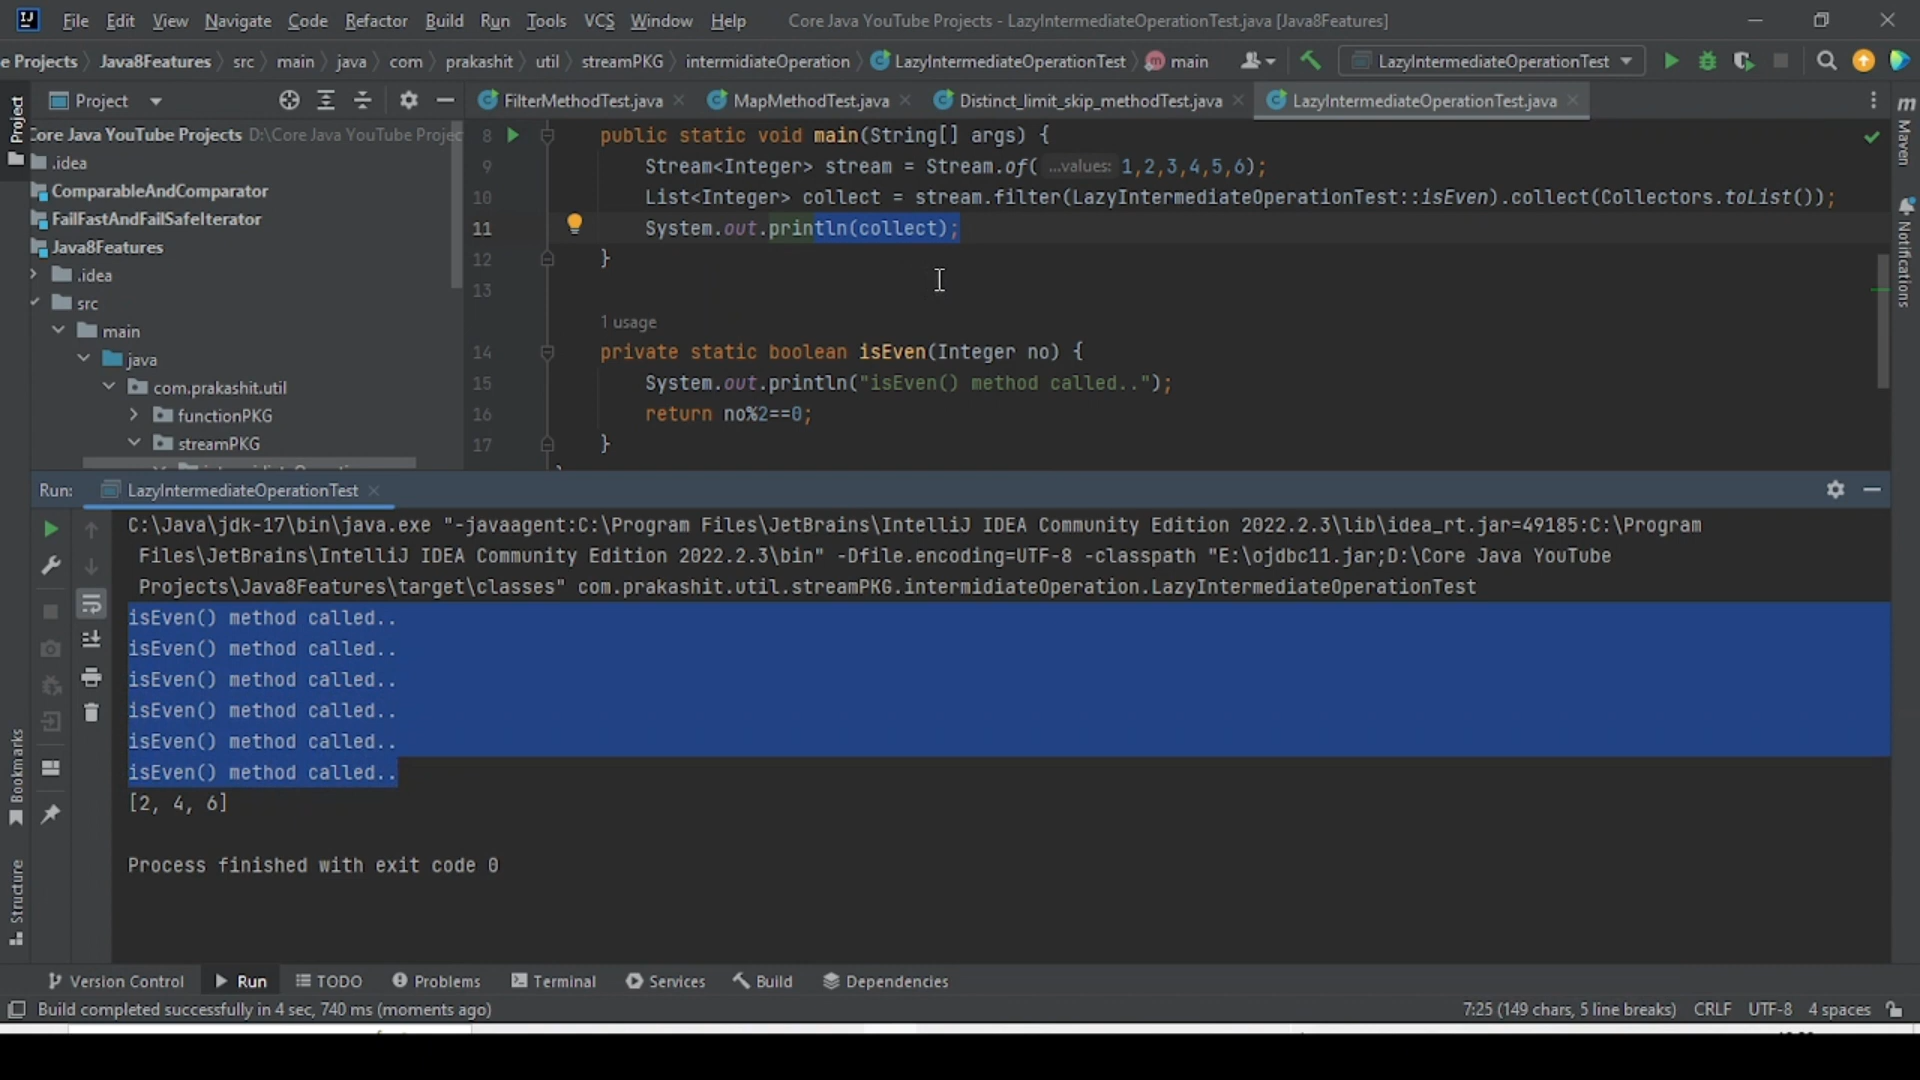 File Edit View Navigate Code Refactor Build Run Tools VCS Window Help Core Java YouTube Projects - LazyIntermediateOperationTest.java [Java8Features]
e Projects Java8Features src main java com prakashit util streamPKG intermidiateOperation LazyIntermediateOperationTest main LazyIntermediateOperationTest
Project FilterMethodTest.java MapMethodTest.java Distinct_limit_skip_methodTest.java LazyIntermediateOperationTest.java
Core Java YouTube Projects D:\Core Java YouTube Projec
.idea
ComparableAndComparator
FailFastAndFailSafeIterator
Java8Features
.idea
src
main
java
com.prakashit.util
functionPKG
streamPKG
8 public static void main(String[] args) {
9 Stream<Integer> stream = Stream.of( ...values: 1,2,3,4,5,6);
10 List<Integer> collect = stream.filter(LazyIntermediateOperationTest::isEven).collect(Collectors.toList());
11 System.out.println(collect);
12 }
13
1 usage
14 private static boolean isEven(Integer no) {
15 System.out.println("isEven() method called..");
16 return no%2==0;
17 }
Project
Maven
Notifications
Run: LazyIntermediateOperationTest
C:\Java\jdk-17\bin\java.exe "-javaagent:C:\Program Files\JetBrains\IntelliJ IDEA Community Edition 2022.2.3\lib\idea_rt.jar=49185:C:\Program
Files\JetBrains\IntelliJ IDEA Community Edition 2022.2.3\bin" -Dfile.encoding=UTF-8 -classpath "E:\ojdbc11.jar;D:\Core Java YouTube
Projects\Java8Features\target\classes" com.prakashit.util.streamPKG.intermidiateOperation.LazyIntermediateOperationTest
isEven() method called..
isEven() method called..
isEven() method called..
isEven() method called..
isEven() method called..
isEven() method called..
[2, 4, 6]
Process finished with exit code 0
Bookmarks
Structure
Version Control Run TODO Problems Terminal Services Build Dependencies
Build completed successfully in 4 sec, 740 ms (moments ago) 7:25 (149 chars, 5 line breaks) CRLF UTF-8 4 spaces